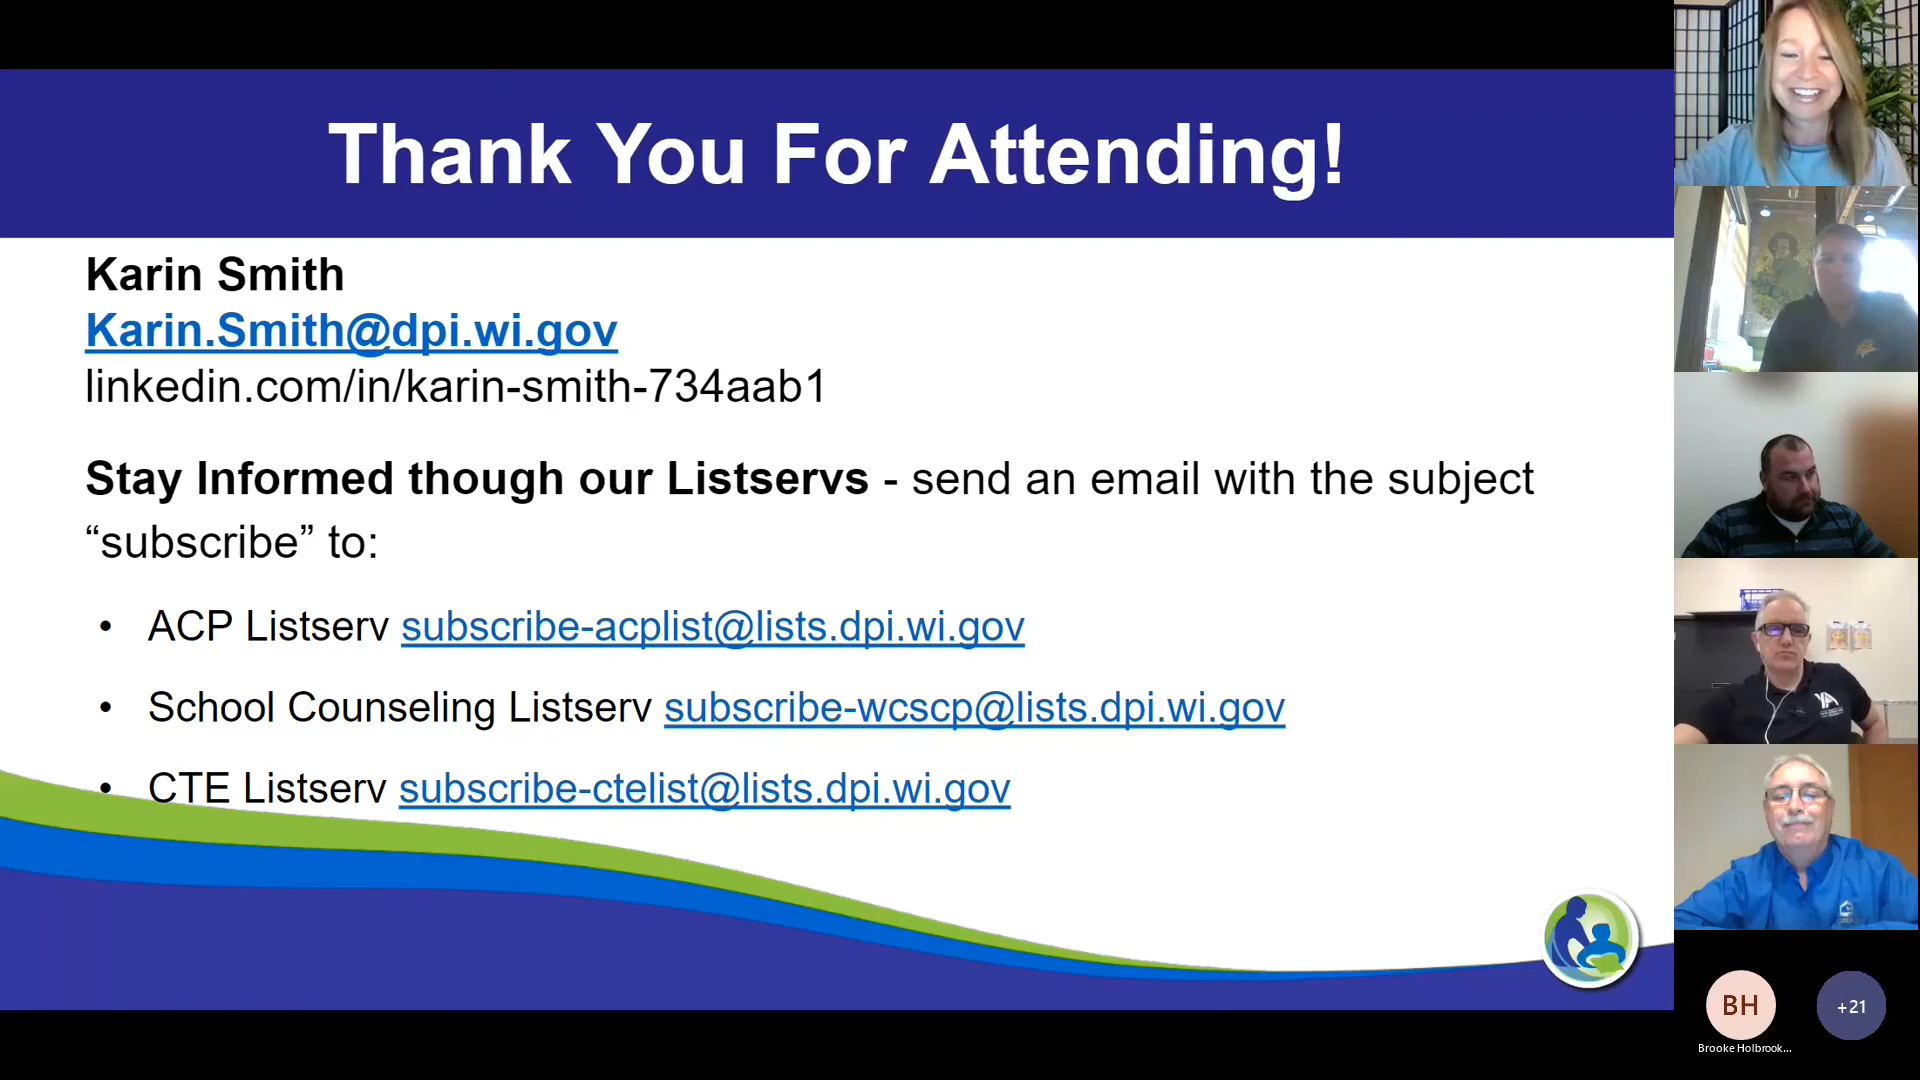 Thank You For Attending!
Karin Smith
Karin.Smith@dpi.wi.gov
linkedin.com/in/karin-smith-734aab1
Stay Informed though our Listservs - send an email with the subject
“subscribe” to:
• ACP Listserv subscribe-acplist@lists.dpi.wi.gov
• School Counseling Listserv subscribe-wcscp@lists.dpi.wi.gov
• CTE Listserv subscribe-ctelist@lists.dpi.wi.gov
YA
BH
+21
Brooke Holbrook...